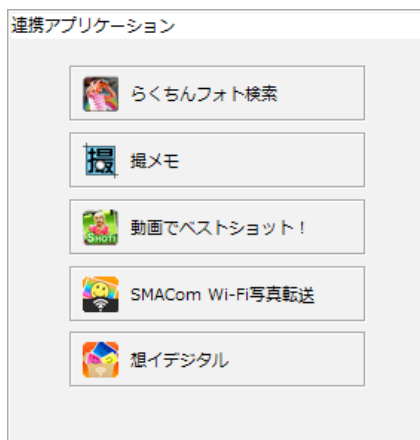 連携アプリケーション
らくちんフォト検索
撮
撮メモ
SHOT!
動画でベストショット！
SMACom Wi-Fi写真転送
想イデジタル